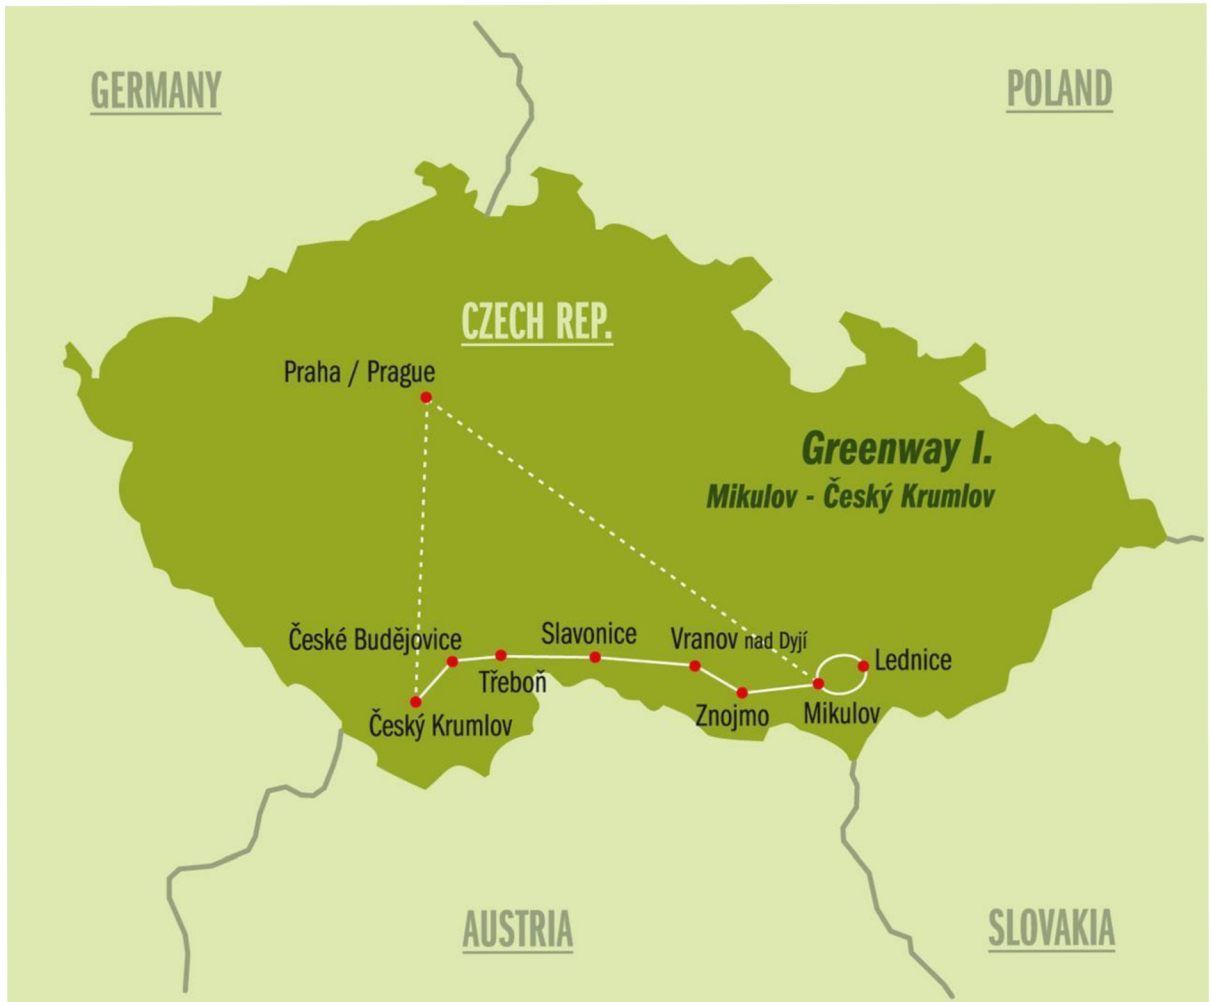 GERMANY
POLAND
CZECH REP.
Praha / Prague
Greenway I.
Mikulov - Český Krumlov
České Budějovice
Slavonice
Vranov nad Dyjí
Lednice
Třeboň
Český Krumlov
Znojmo
Mikulov
AUSTRIA
SLOVAKIA